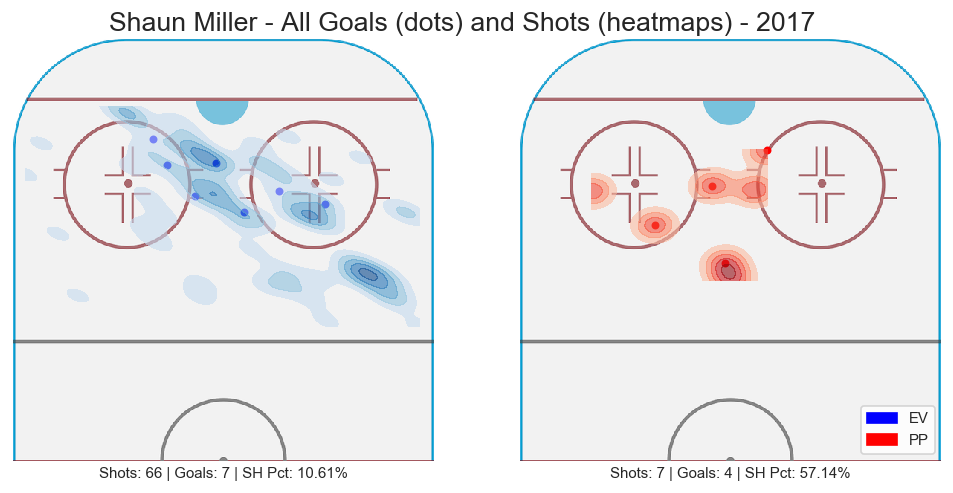 Shaun Miller - All Goals (dots) and Shots (heatmaps) - 2017
EV
PP
Shots: 66 | Goals: 7 | SH Pct: 10.61%
Shots: 7 | Goals: 4 | SH Pct: 57.14%